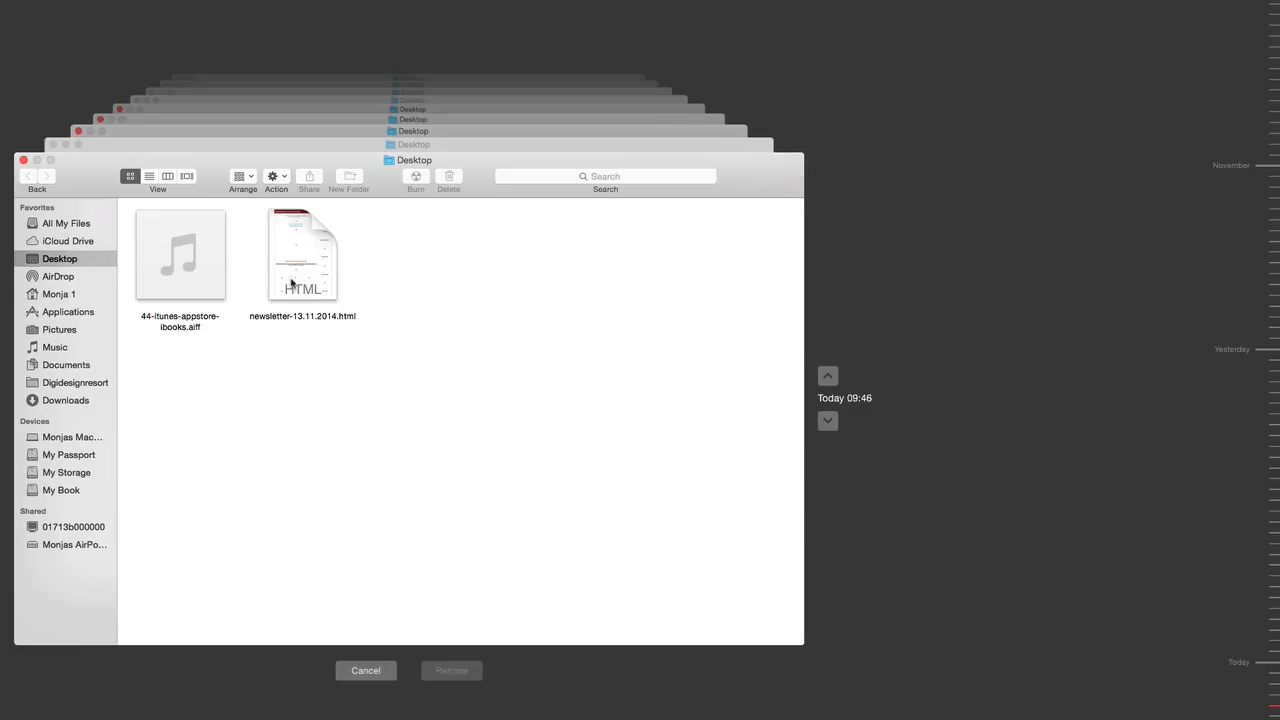 Desktop
Desktop
Desktop
Desktop
Desktop
Desktop
Back
View
Arrange
Action
Share
New Folder
Burn
Delete
Search
Search
Favorites
All My Files
iCloud Drive
Desktop
AirDrop
Monja 1
Applications
Pictures
Music
Documents
Digidesignresort
Downloads
Devices
Monjas Mac...
My Passport
My Storage
My Book
Shared
01713b000000
Monjas AirPo...
44-itunes-appstore-
ibooks.aiff
HTML
newsletter-13.11.2014.html
Today 09:46
Cancel
Restore
November
Yesterday
Today